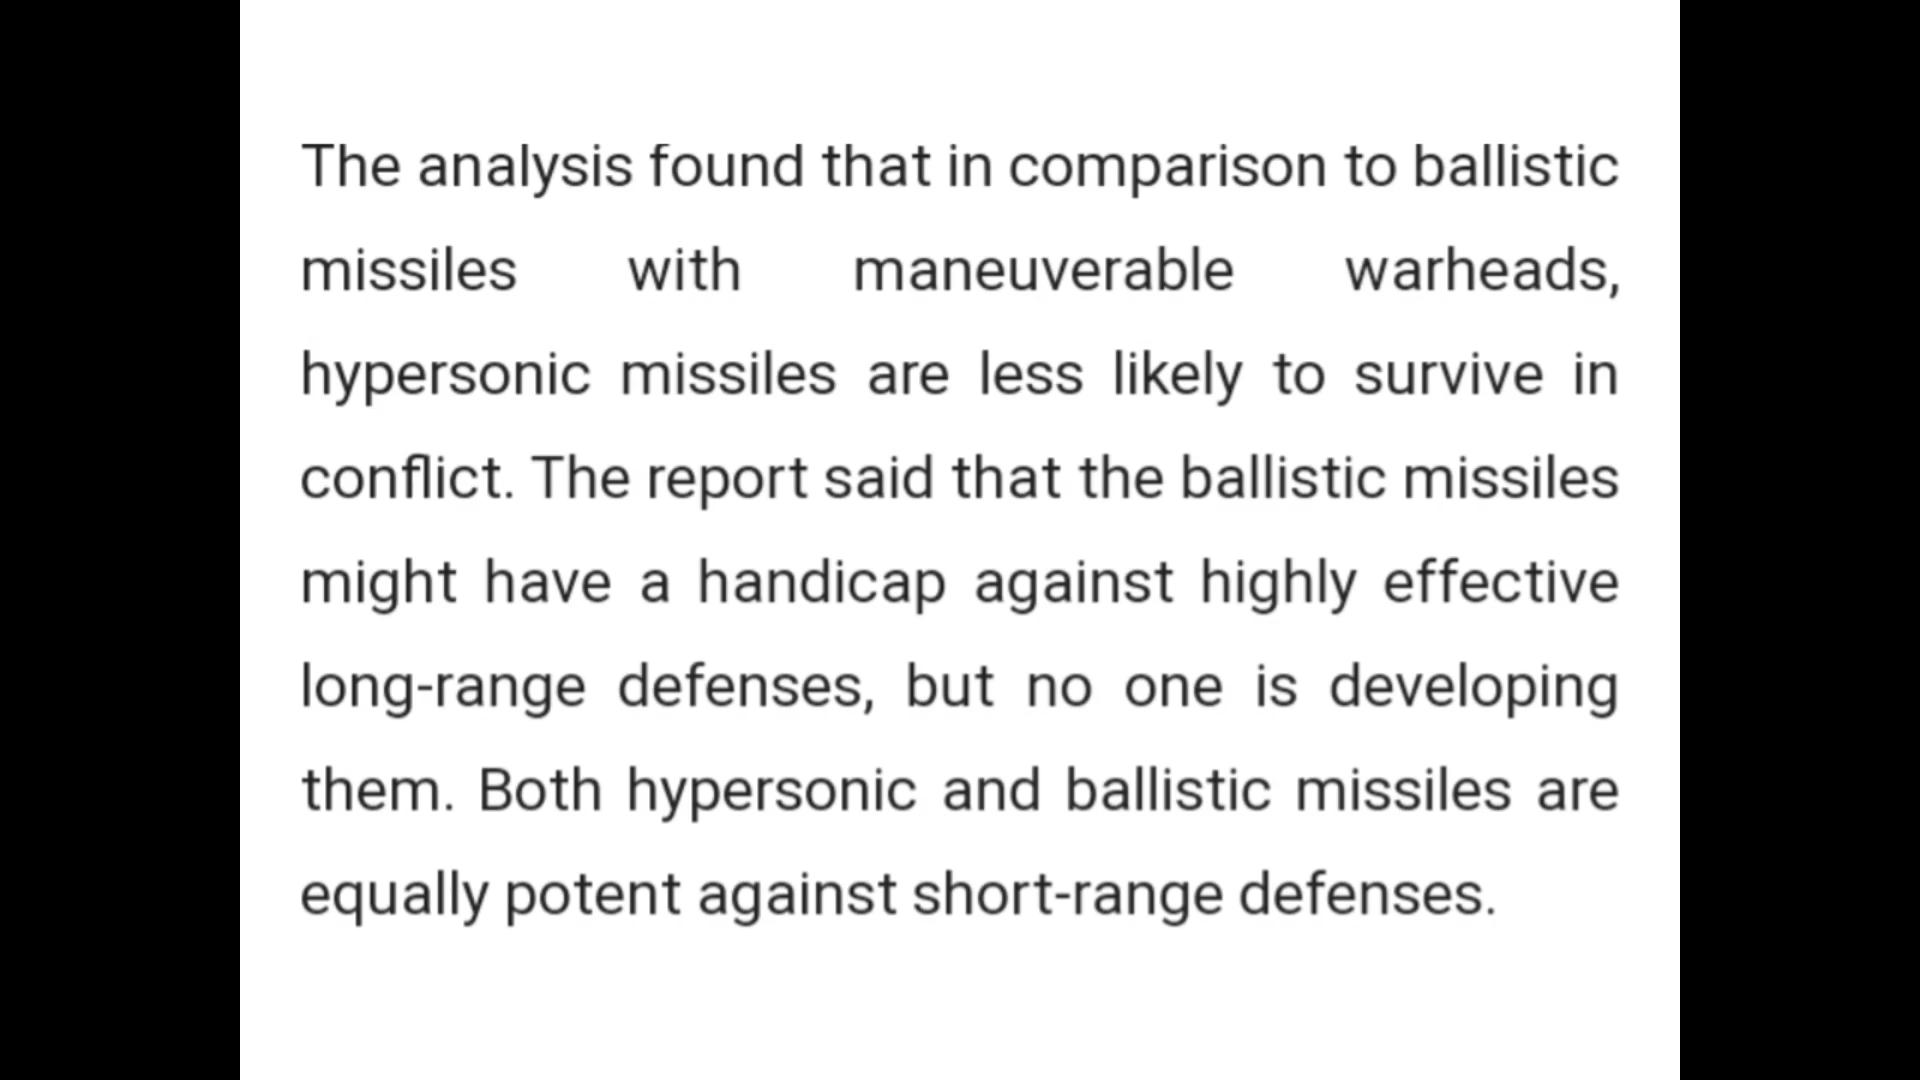 The analysis found that in comparison to ballistic
missiles with maneuverable warheads,
hypersonic missiles are less likely to survive in
conflict. The report said that the ballistic missiles
might have a handicap against highly effective
long-range defenses, but no one is developing
them. Both hypersonic and ballistic missiles are
equally potent against short-range defenses.